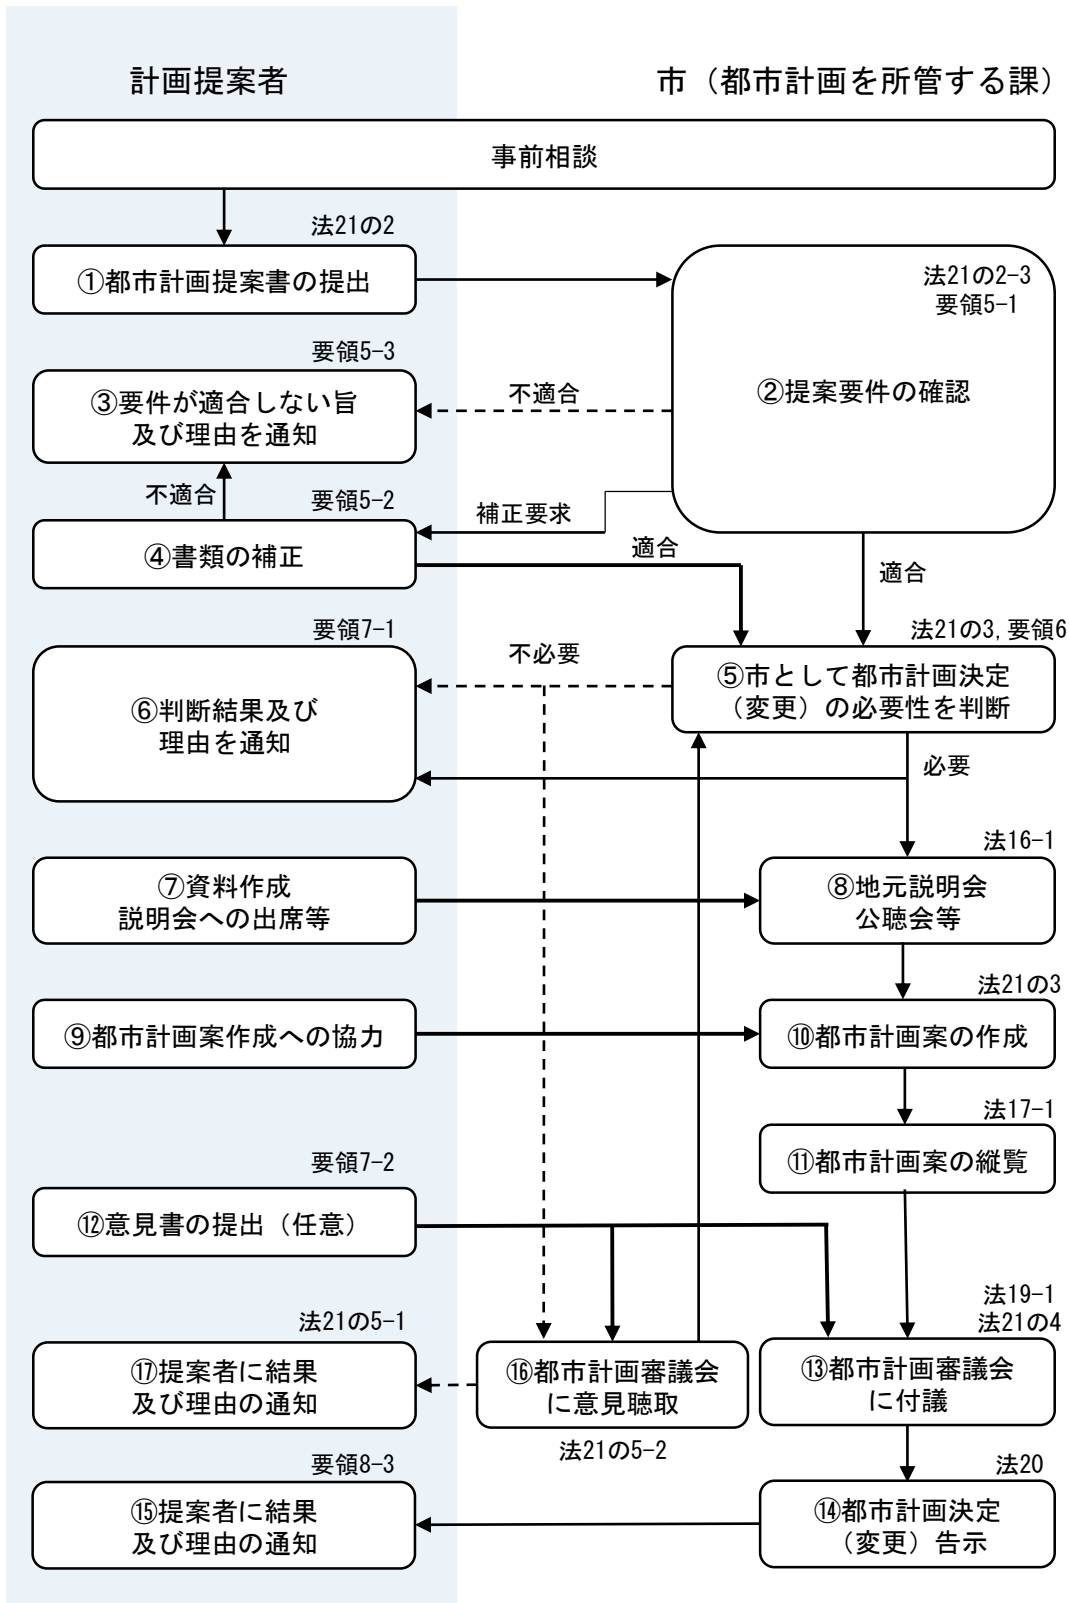 計画提案者
市（都市計画を所管する課）
事前相談
法21の2
①都市計画提案書の提出
法21の2-3
要領5-1
②提案要件の確認
要領5-3
③要件が適合しない旨
及び理由を通知
不適合
不適合
要領5-2
補正要求
④書類の補正
適合
適合
要領7-1
法21の3,要領6
不必要
⑤市として都市計画決定
（変更）の必要性を判断
⑥判断結果及び
理由を通知
必要
法16-1
⑦資料作成
説明会への出席等
⑧地元説明会
公聴会等
法21の3
⑨都市計画案作成への協力
⑩都市計画案の作成
法17-1
⑪都市計画案の縦覧
要領7-2
⑫意見書の提出（任意）
法19-1
法21の4
法21の5-1
⑰提案者に結果
及び理由の通知
⑯都市計画審議会
に意見聴取
⑬都市計画審議会
に付議
法21の5-2
要領8-3
法20
⑮提案者に結果
及び理由の通知
⑭都市計画決定
（変更）告示